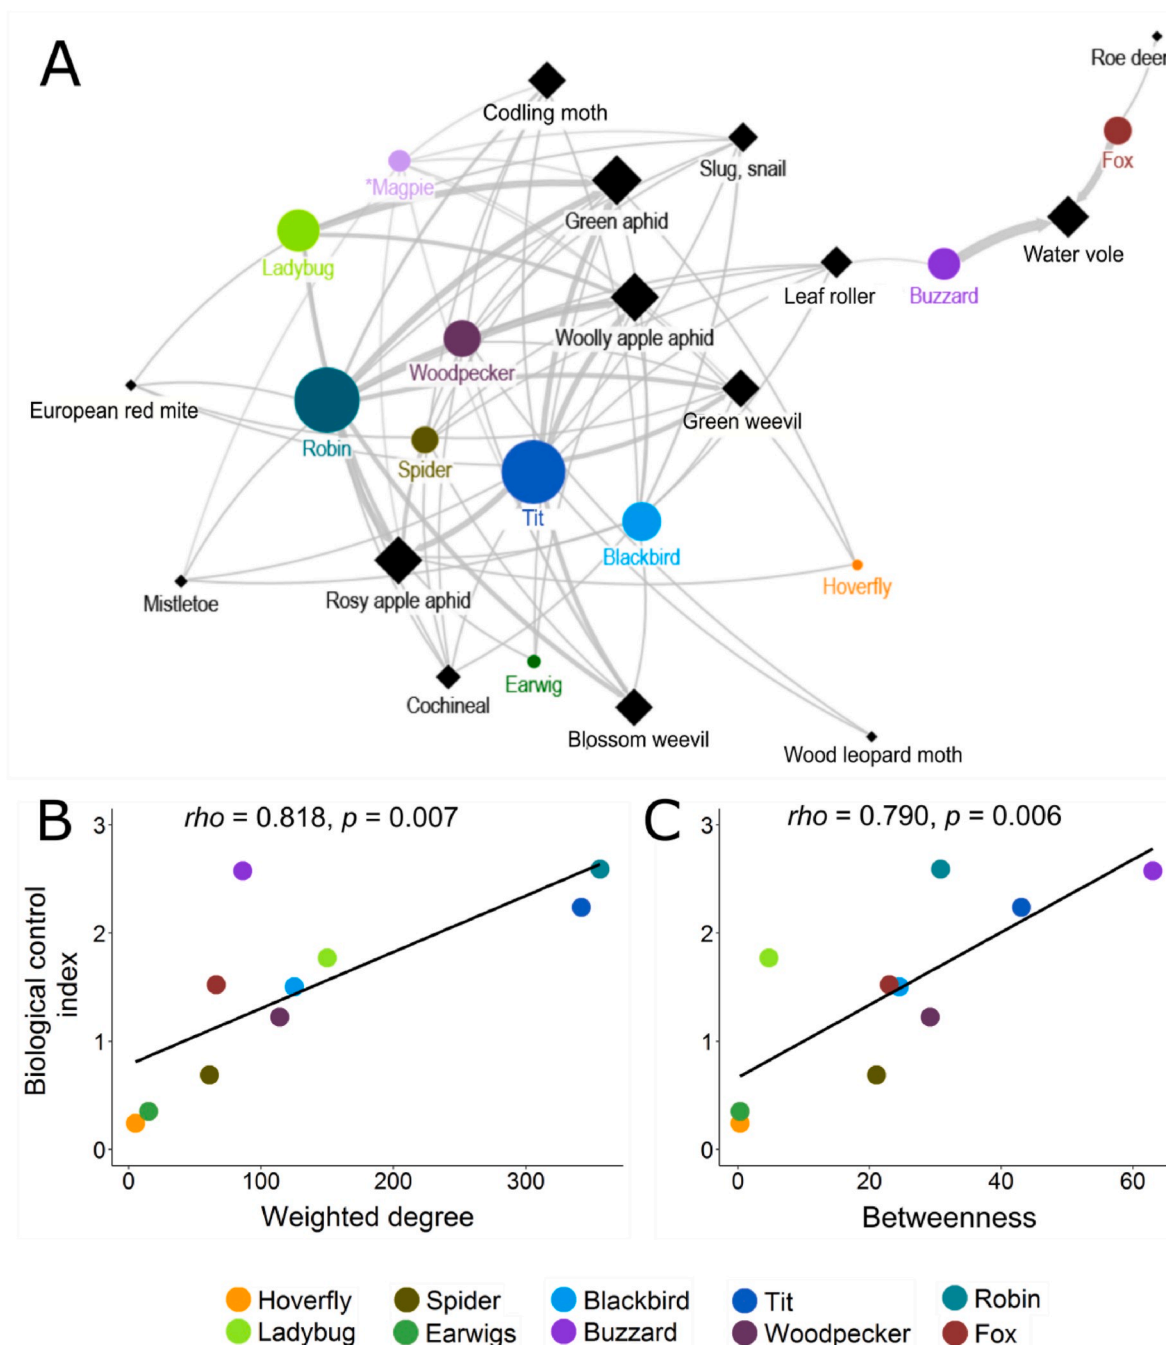 A
Roe deer
Codling moth
Fox
Slug, snail
*Magpie
Green aphid
Water vole
Ladybug
Leaf roller
Buzzard
Woolly apple aphid
Woodpecker
European red mite
Green weevil
Robin
Spider
Tit
Blackbird
Hoverfly
Mistletoe
Rosy apple aphid
Earwig
Cochineal
Blossom weevil
Wood leopard moth
B
rho = 0.818, p = 0.007
3
2
1
0
Biological control
index
0 100 200 300
Weighted degree
C
rho = 0.790, p = 0.006
3
2
1
0
0 20 40 60
Betweenness
Hoverfly Spider Blackbird Tit Robin
Ladybug Earwigs Buzzard Woodpecker Fox